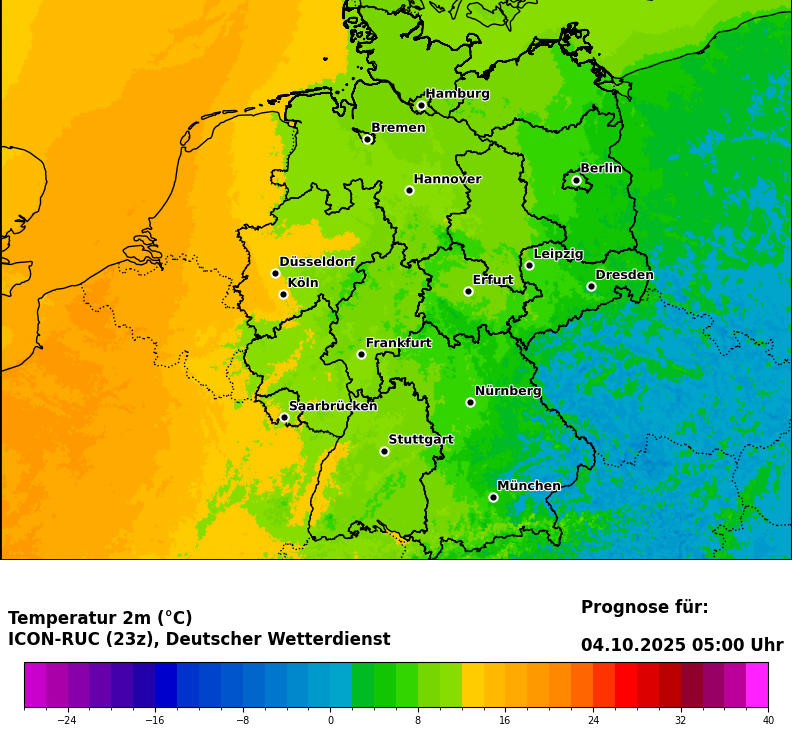 Hamburg
Bremen
Berlin
Hannover
Leipzig
Düsseldorf
Dresden
Köln
Erfurt
Frankfurt
Nürnberg
Saarbrücken
Stuttgart
München
Temperatur 2m (°C)
ICON-RUC (23z), Deutscher Wetterdienst
Prognose für:
04.10.2025 05:00 Uhr
−24 −16 −8 0 8 16 24 32 40